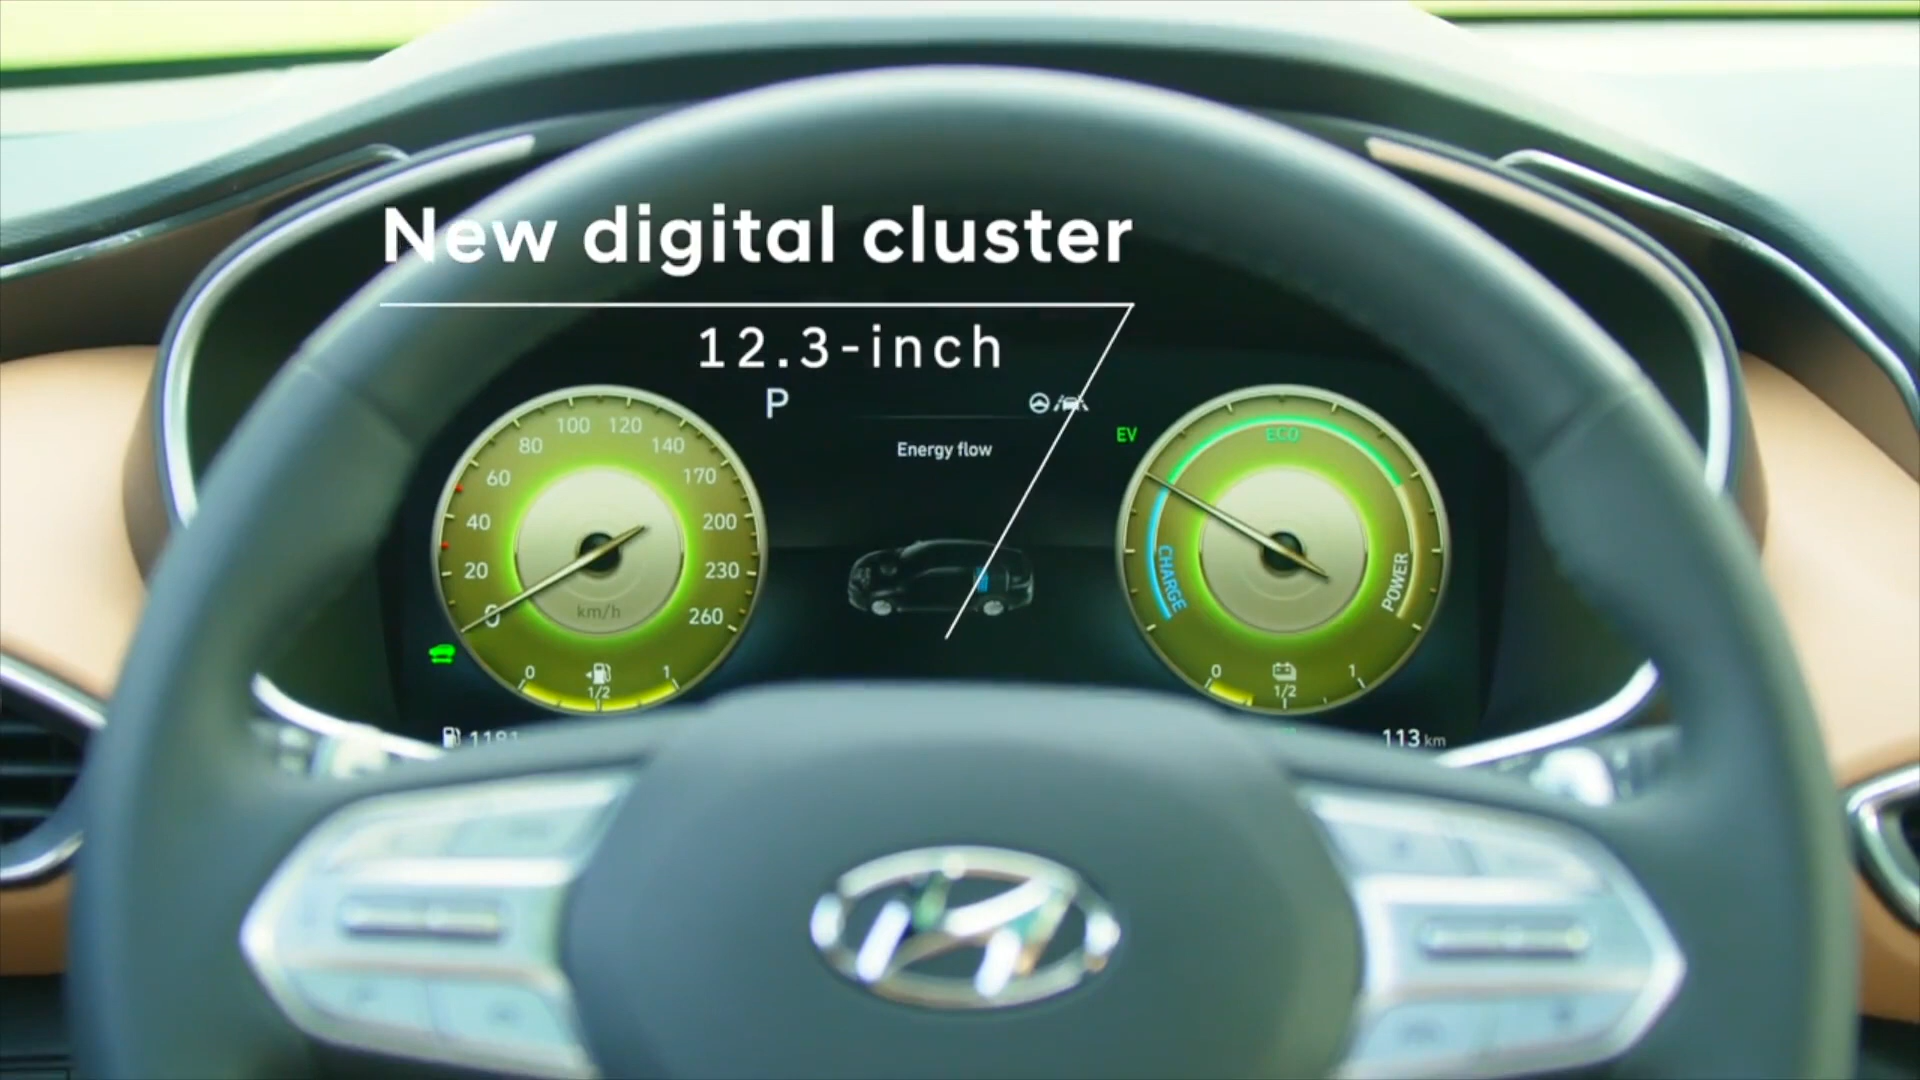 New digital cluster
12.3-inch
P
Energy flow
EV
100 120
80 140
60 170
40 200
20 230
0 260
km/h
0 1
1/2
ECO
CHARGE
POWER
0 1
1/2
113 km